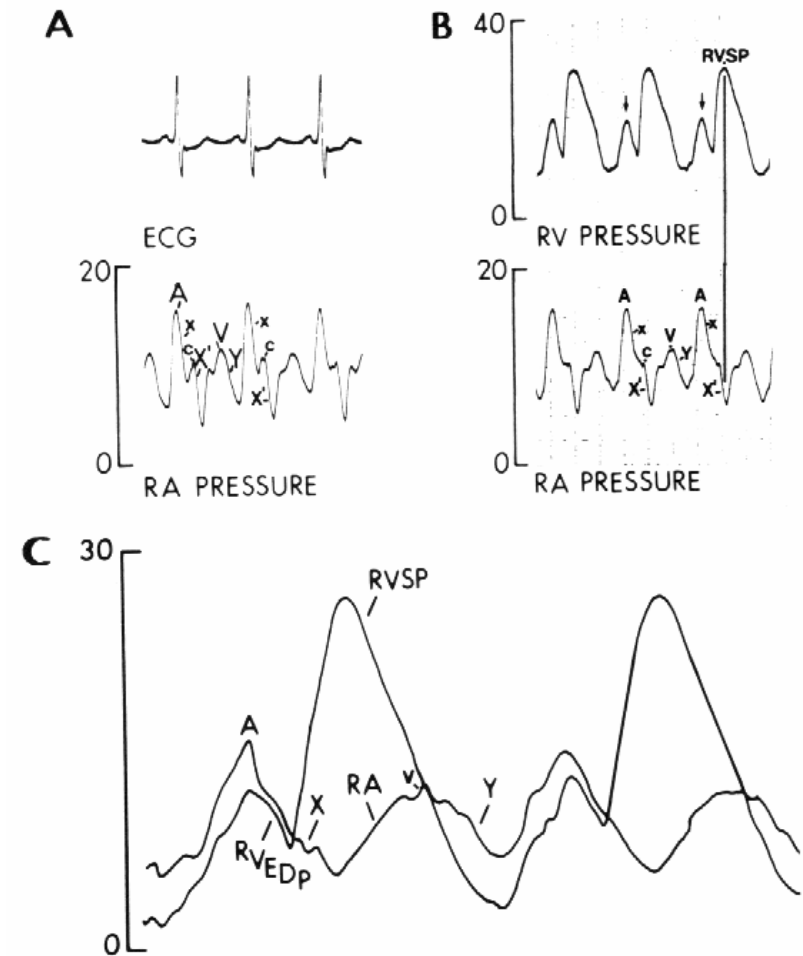 A
ECG
20
A
x
c
X'
V
Y
x
c
X'
0
RA PRESSURE
B
40
RVSP
0
RV PRESSURE
20
A
x
c
X'
V
Y
A
x
X'
0
RA PRESSURE
C
30
RVSP
A
X
RA
V
Y
RVEDP
0